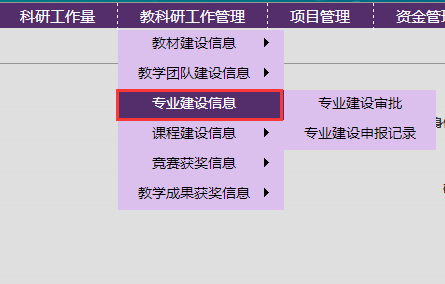 科研工作量 教科研工作管理 项目管理 资金管
教材建设信息
教学团队建设信息
专业建设信息 专业建设审批
课程建设信息 专业建设申报记录
竟赛获奖信息
教学成果获奖信息